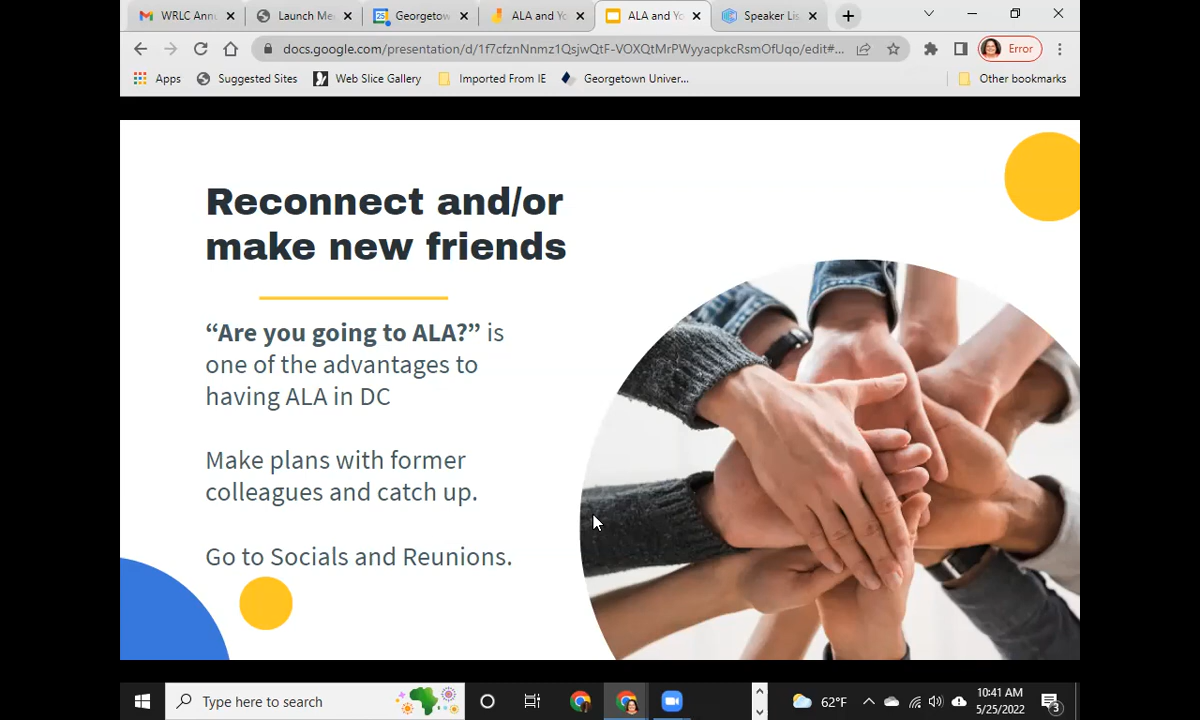 WRLC Ann
Launch Me
Georgetow
ALA and Yo
ALA and Yo
Speaker Lis
docs.google.com/presentation/d/1f7cfznNnmz1QsjwQtF-VOXQtMrPWyyacpkcRsmOfUqo/edit#...
Error
Apps
Suggested Sites
Web Slice Gallery
Imported From IE
Georgetown Univer...
Other bookmarks
Reconnect and/or
make new friends
“Are you going to ALA?” is
one of the advantages to
having ALA in DC
Make plans with former
colleagues and catch up.
Go to Socials and Reunions.
Type here to search
62°F
10:41 AM
5/25/2022
3